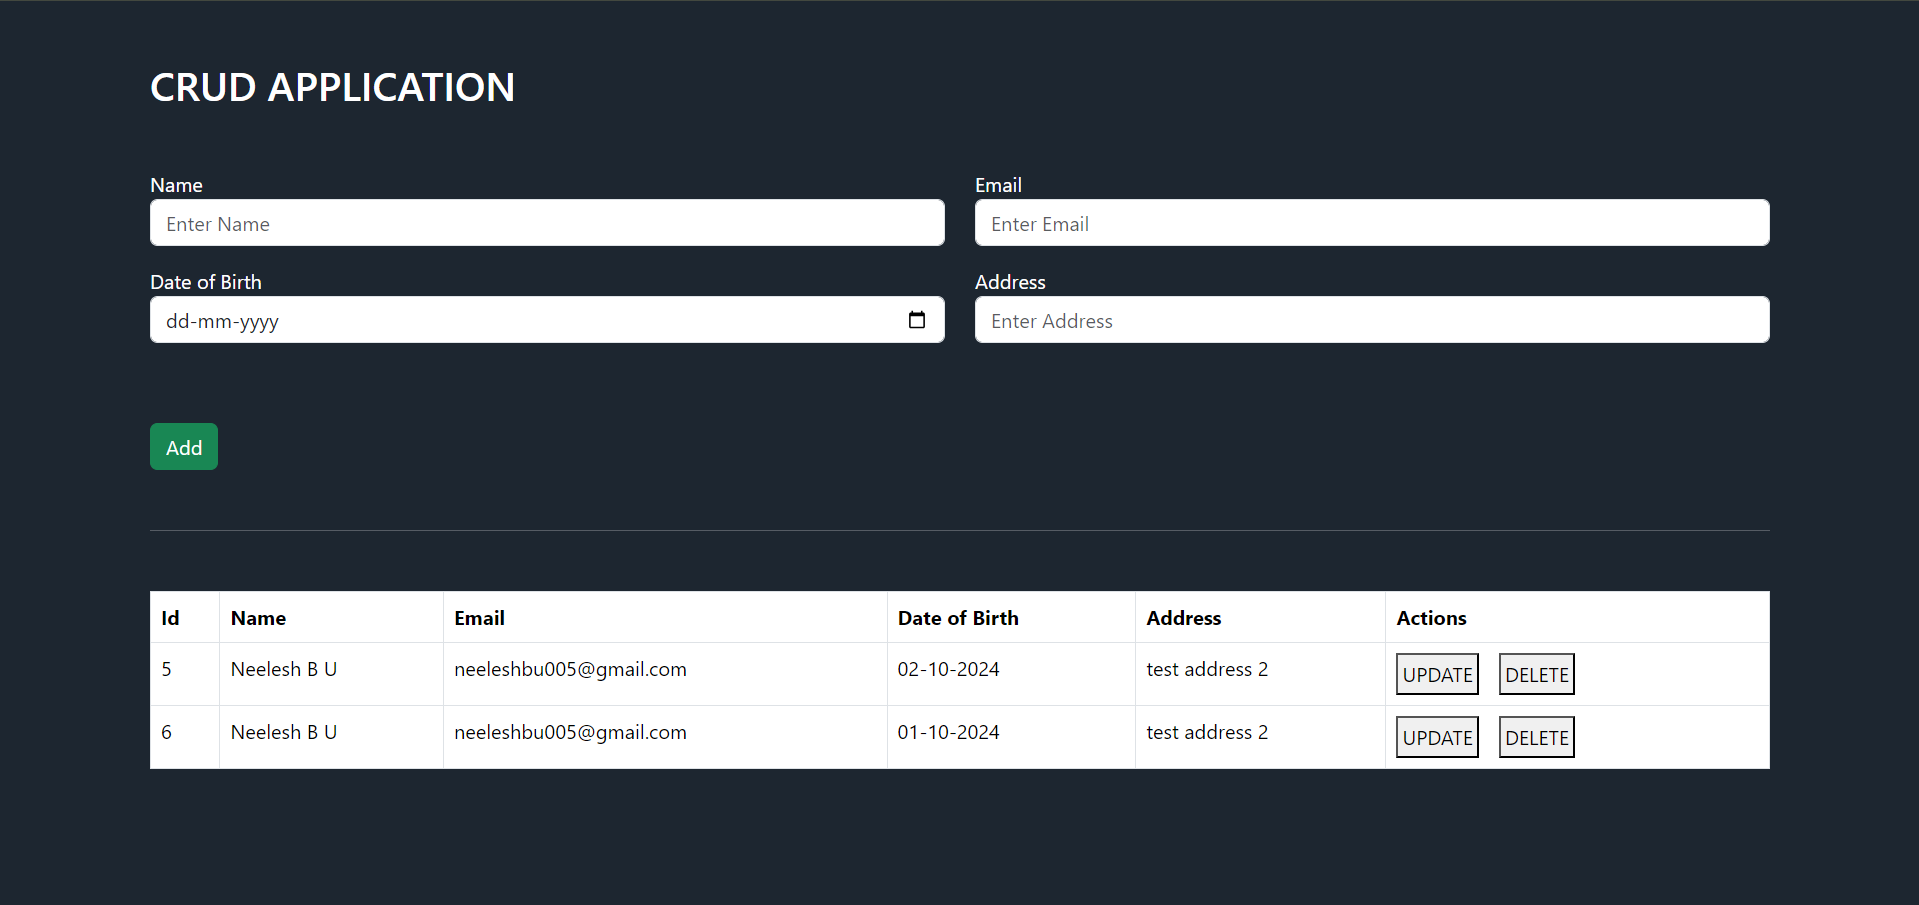 CRUD APPLICATION
Name Email
Enter Name Enter Email
Date of Birth Address
dd-mm-yyyy Enter Address
Add
Id Name Email Date of Birth Address Actions
5 Neelesh B U neeleshbu005@gmail.com 02-10-2024 test address 2 UPDATE DELETE
6 Neelesh B U neeleshbu005@gmail.com 01-10-2024 test address 2 UPDATE DELETE